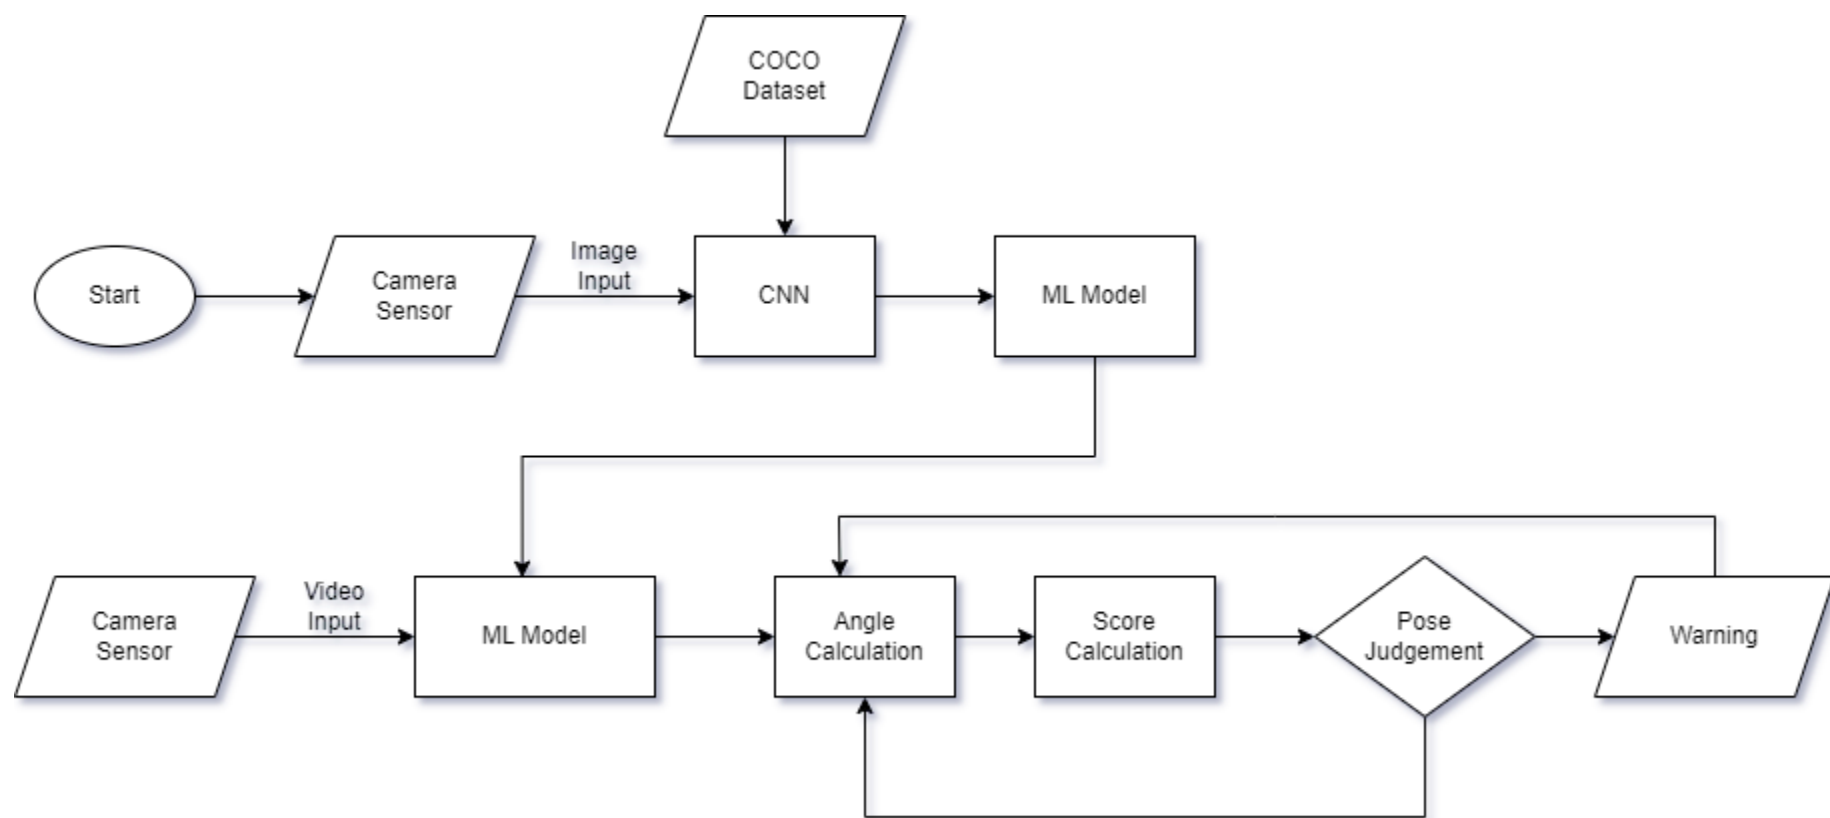 COCO
Dataset
Start
Camera
Sensor
Image
Input
CNN
ML Model
Camera
Sensor
Video
Input
ML Model
Angle
Calculation
Score
Calculation
Pose
Judgement
Warning